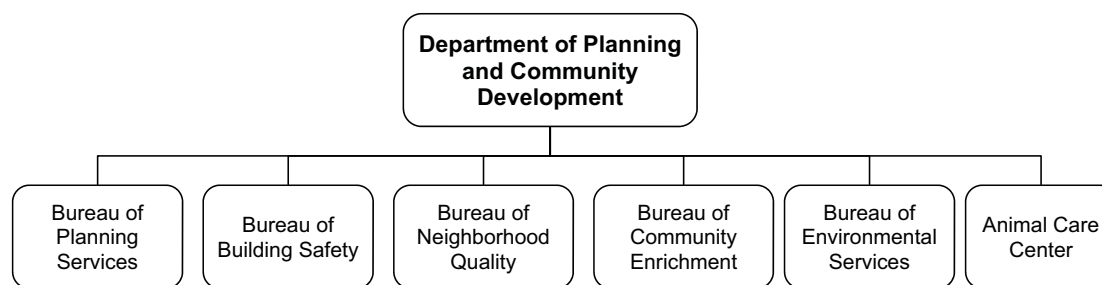 Department of Planning
and Community
Development
Bureau of
Planning
Services
Bureau of
Building Safety
Bureau of
Neighborhood
Quality
Bureau of
Community
Enrichment
Bureau of
Environmental
Services
Animal Care
Center